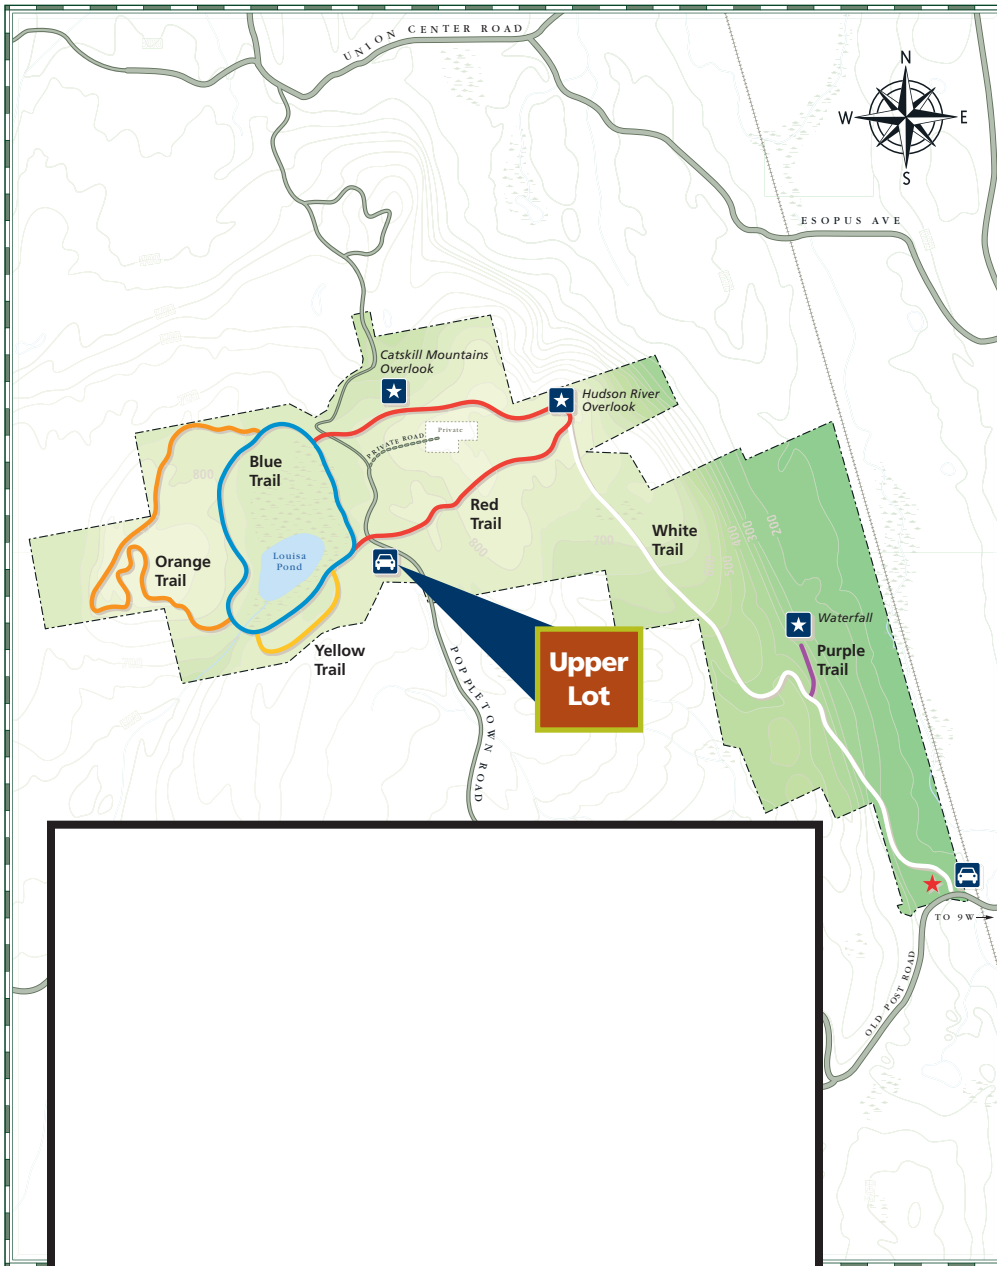 UNION CENTER ROAD
N
W
E
S
ESOPUS AVE
Catskill Mountains
Overlook
Hudson River
Overlook
PRIVATE ROAD
Private
Blue
Trail
800
Red
Trail
800
White
Trail
700
400
300
200
Orange
Trail
Louisa
Pond
Waterfall
Purple
Trail
Yellow
Trail
Upper
Lot
POPPLETOWN ROAD
TO 9W
OLD POST ROAD